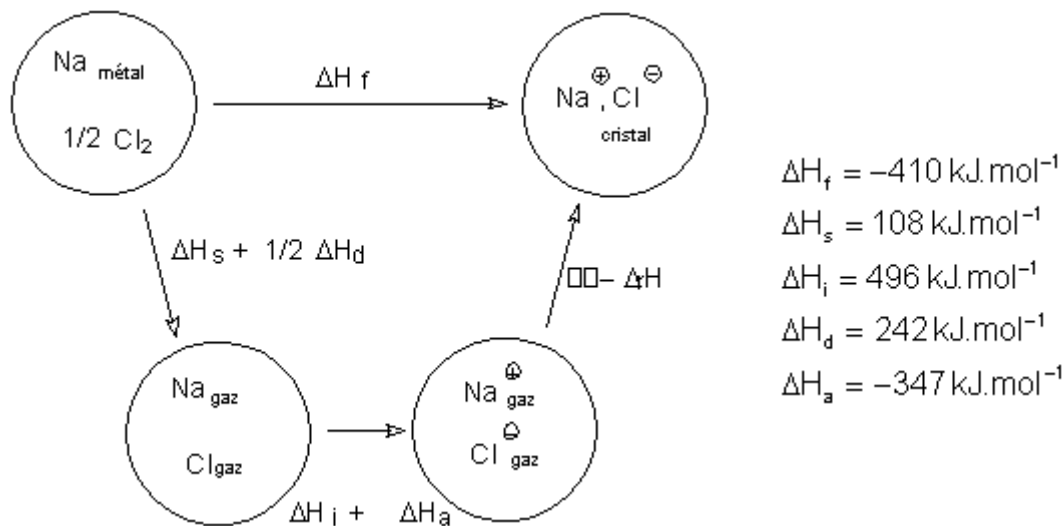 Na métal
1/2 Cl₂
ΔH f
Na⊕, Cl⊖
cristal
ΔH s + 1/2 ΔHd
□□– ΔrH
Na gaz
Cl gaz
Na⊕ gaz
Cl⊖ gaz
ΔH i + ΔHa
ΔHf = –410 kJ.mol⁻¹
ΔHs = 108 kJ.mol⁻¹
ΔHi = 496 kJ.mol⁻¹
ΔHd = 242 kJ.mol⁻¹
ΔHa = –347 kJ.mol⁻¹